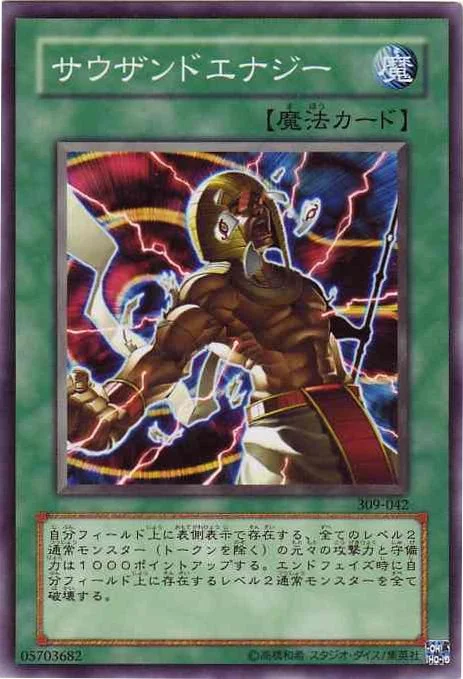 サウザンドエナジー
魔
【魔法カード】
309-042
自分フィールド上に表側表示で存在する、全てのレベル2
通常モンスター（トークンを除く）の元々の攻撃力と守備
力は1000ポイントアップする。エンドフェイズ時に自
分フィールド上に存在するレベル2通常モンスターを全て
破壊する。
05703682
©高橋和希 スタジオ・ダイス/集英社